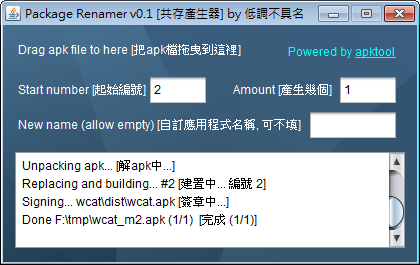 Package Renamer v0.1 [共存產生器] by 低調不具名
Drag apk file to here [把apk檔拖曳到這裡]
Powered by apktool
Start number [起始編號] 2 Amount [產生幾個] 1
New name (allow empty) [自訂應用程式名稱, 可不填]
Unpacking apk... [解apk中...]
Replacing and building... #2 [建置中... 編號 2]
Signing... wcat\dist\wcat.apk [簽章中...]
Done F:\tmp\wcat_m2.apk (1/1) [完成 (1/1)]